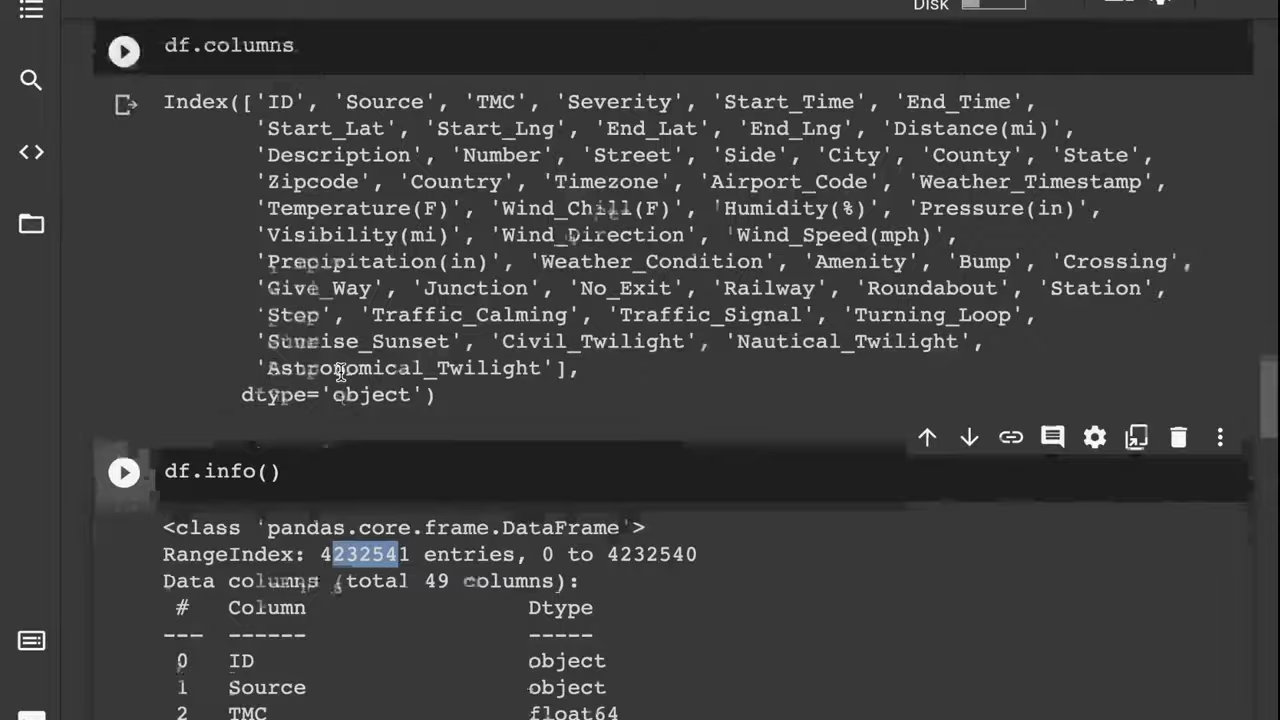 Disk
df.columns
Index(['ID', 'Source', 'TMC', 'Severity', 'Start_Time', 'End_Time',
'Start_Lat', 'Start_Lng', 'End_Lat', 'End_Lng', 'Distance(mi)',
'Description', 'Number', 'Street', 'Side', 'City', 'County', 'State',
'Zipcode', 'Country', 'Timezone', 'Airport_Code', 'Weather_Timestamp',
'Temperature(F)', 'Wind_Chill(F)', 'Humidity(%)', 'Pressure(in)',
'Visibility(mi)', 'Wind_Direction', 'Wind_Speed(mph)',
'Precipitation(in)', 'Weather_Condition', 'Amenity', 'Bump', 'Crossing',
'Give_Way', 'Junction', 'No_Exit', 'Railway', 'Roundabout', 'Station',
'Stop', 'Traffic_Calming', 'Traffic_Signal', 'Turning_Loop',
'Sunrise_Sunset', 'Civil_Twilight', 'Nautical_Twilight',
'Astronomical_Twilight'],
dtype='object')
df.info()
<class 'pandas.core.frame.DataFrame'>
RangeIndex: 4232541 entries, 0 to 4232540
Data columns (total 49 columns):
# Column Dtype
--- ------ -----
0 ID object
1 Source object
2 TMC float64